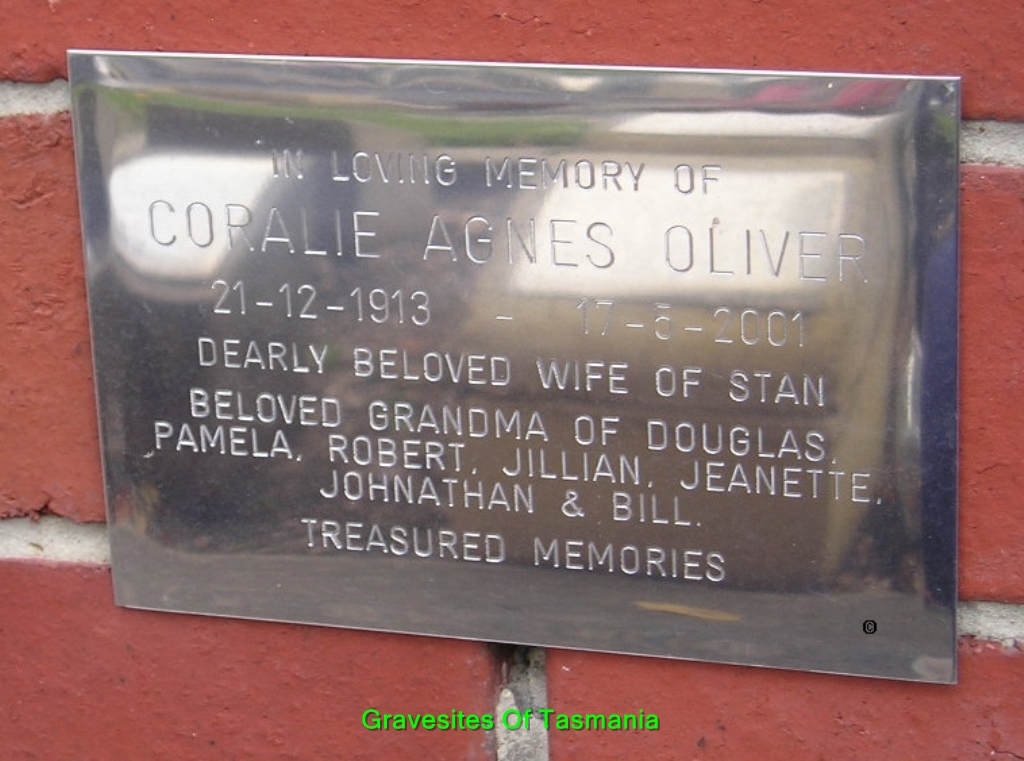 IN LOVING MEMORY OF
CORALIE AGNES OLIVER
21-12-1913 - 17-5-2001
DEARLY BELOVED WIFE OF STAN
BELOVED GRANDMA OF DOUGLAS,
PAMELA, ROBERT, JILLIAN, JEANETTE,
JOHNATHAN & BILL.
TREASURED MEMORIES
©
Gravesites Of Tasmania